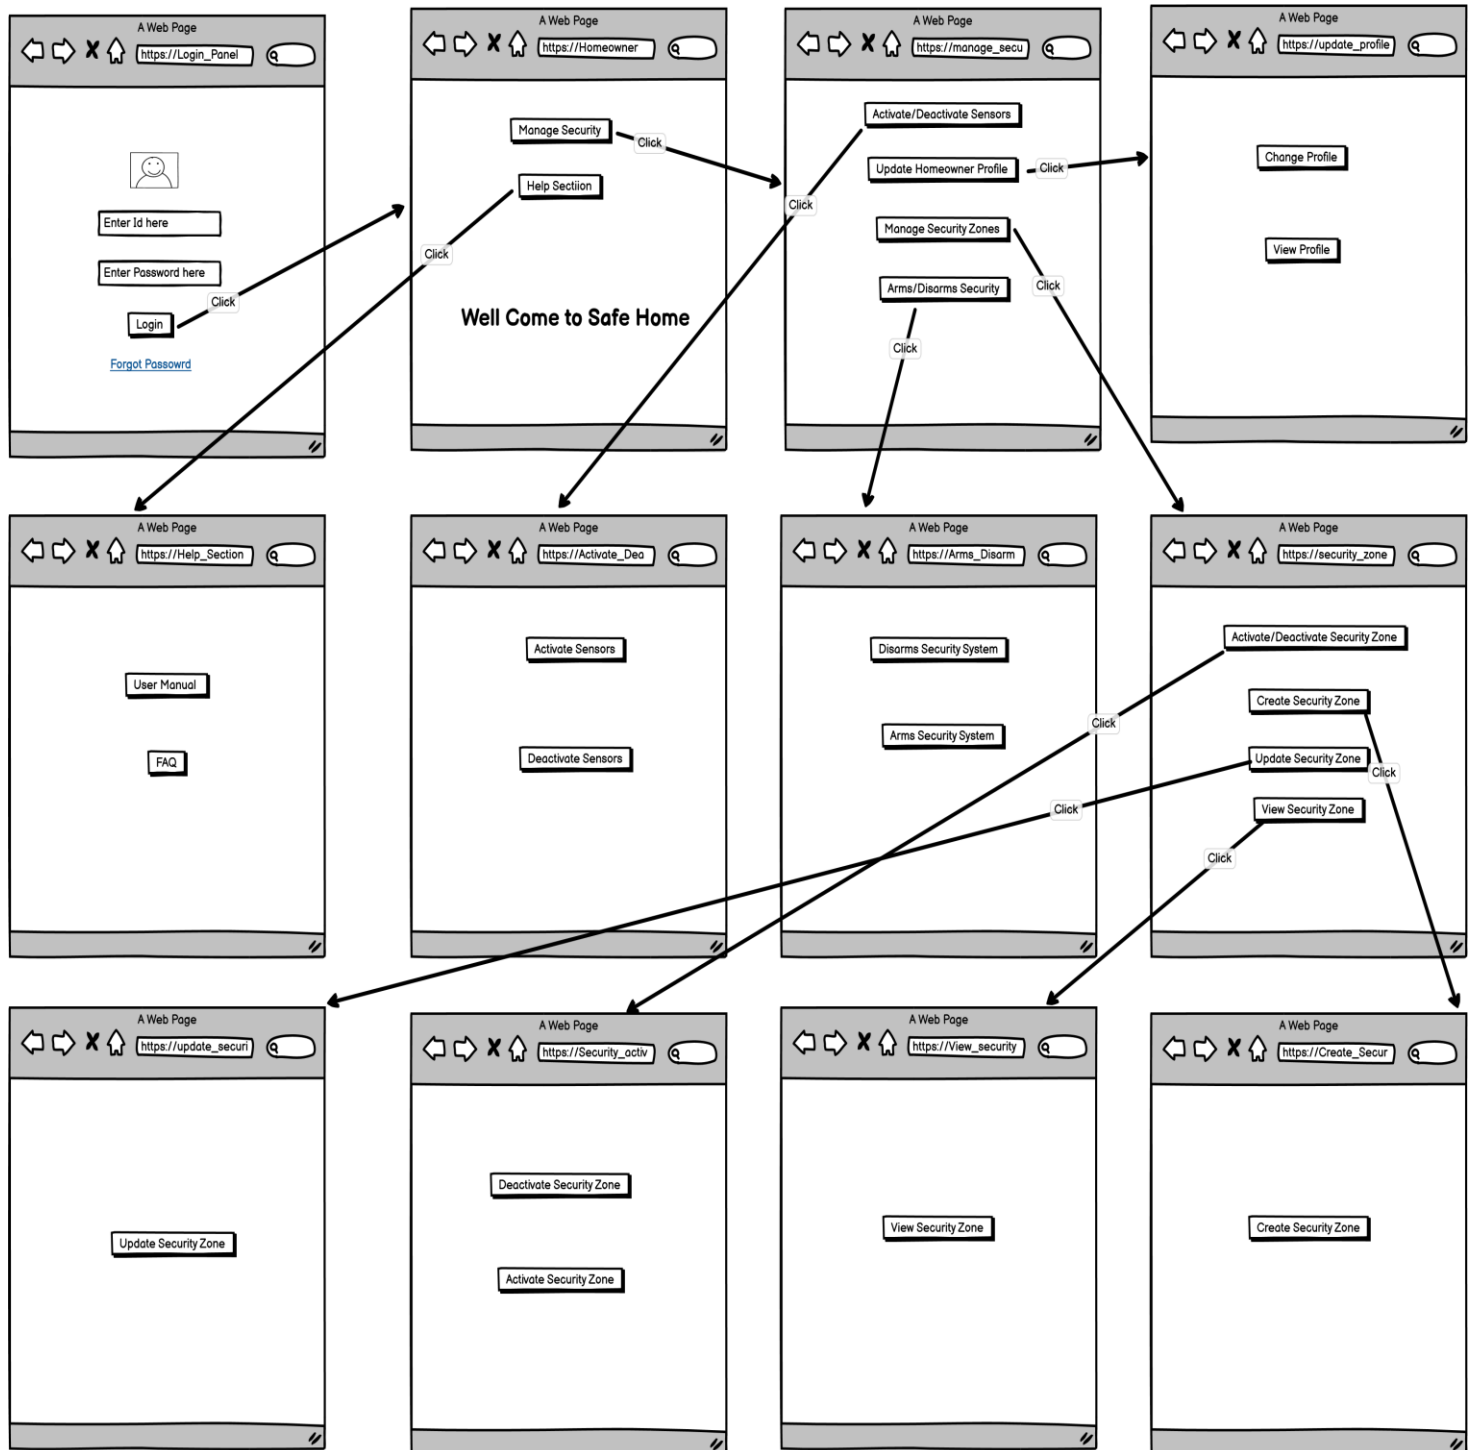 A Web Page
https://Login_Panel
Enter Id here
Enter Password here
Login
Click
Forgot Passowrd
A Web Page
https://Homeowner
Manage Security
Click
Help Sectiion
Click
Well Come to Safe Home
A Web Page
https://manage_secu
Activate/Deactivate Sensors
Update Homeowner Profile
Click
Click
Manage Security Zones
Arms/Disarms Security
Click
Click
A Web Page
https://update_profile
Change Profile
View Profile
A Web Page
https://Help_Section
User Manual
FAQ
A Web Page
https://Activate_Dea
Activate Sensors
Deactivate Sensors
A Web Page
https://Arms_Disarm
Disarms Security System
Arms Security System
A Web Page
https://security_zone
Activate/Deactivate Security Zone
Create Security Zone
Click
Update Security Zone
Click
Click
View Security Zone
Click
A Web Page
https://update_securi
Update Security Zone
A Web Page
https://Security_activ
Deactivate Security Zone
Activate Security Zone
A Web Page
https://View_security
View Security Zone
A Web Page
https://Create_Secur
Create Security Zone